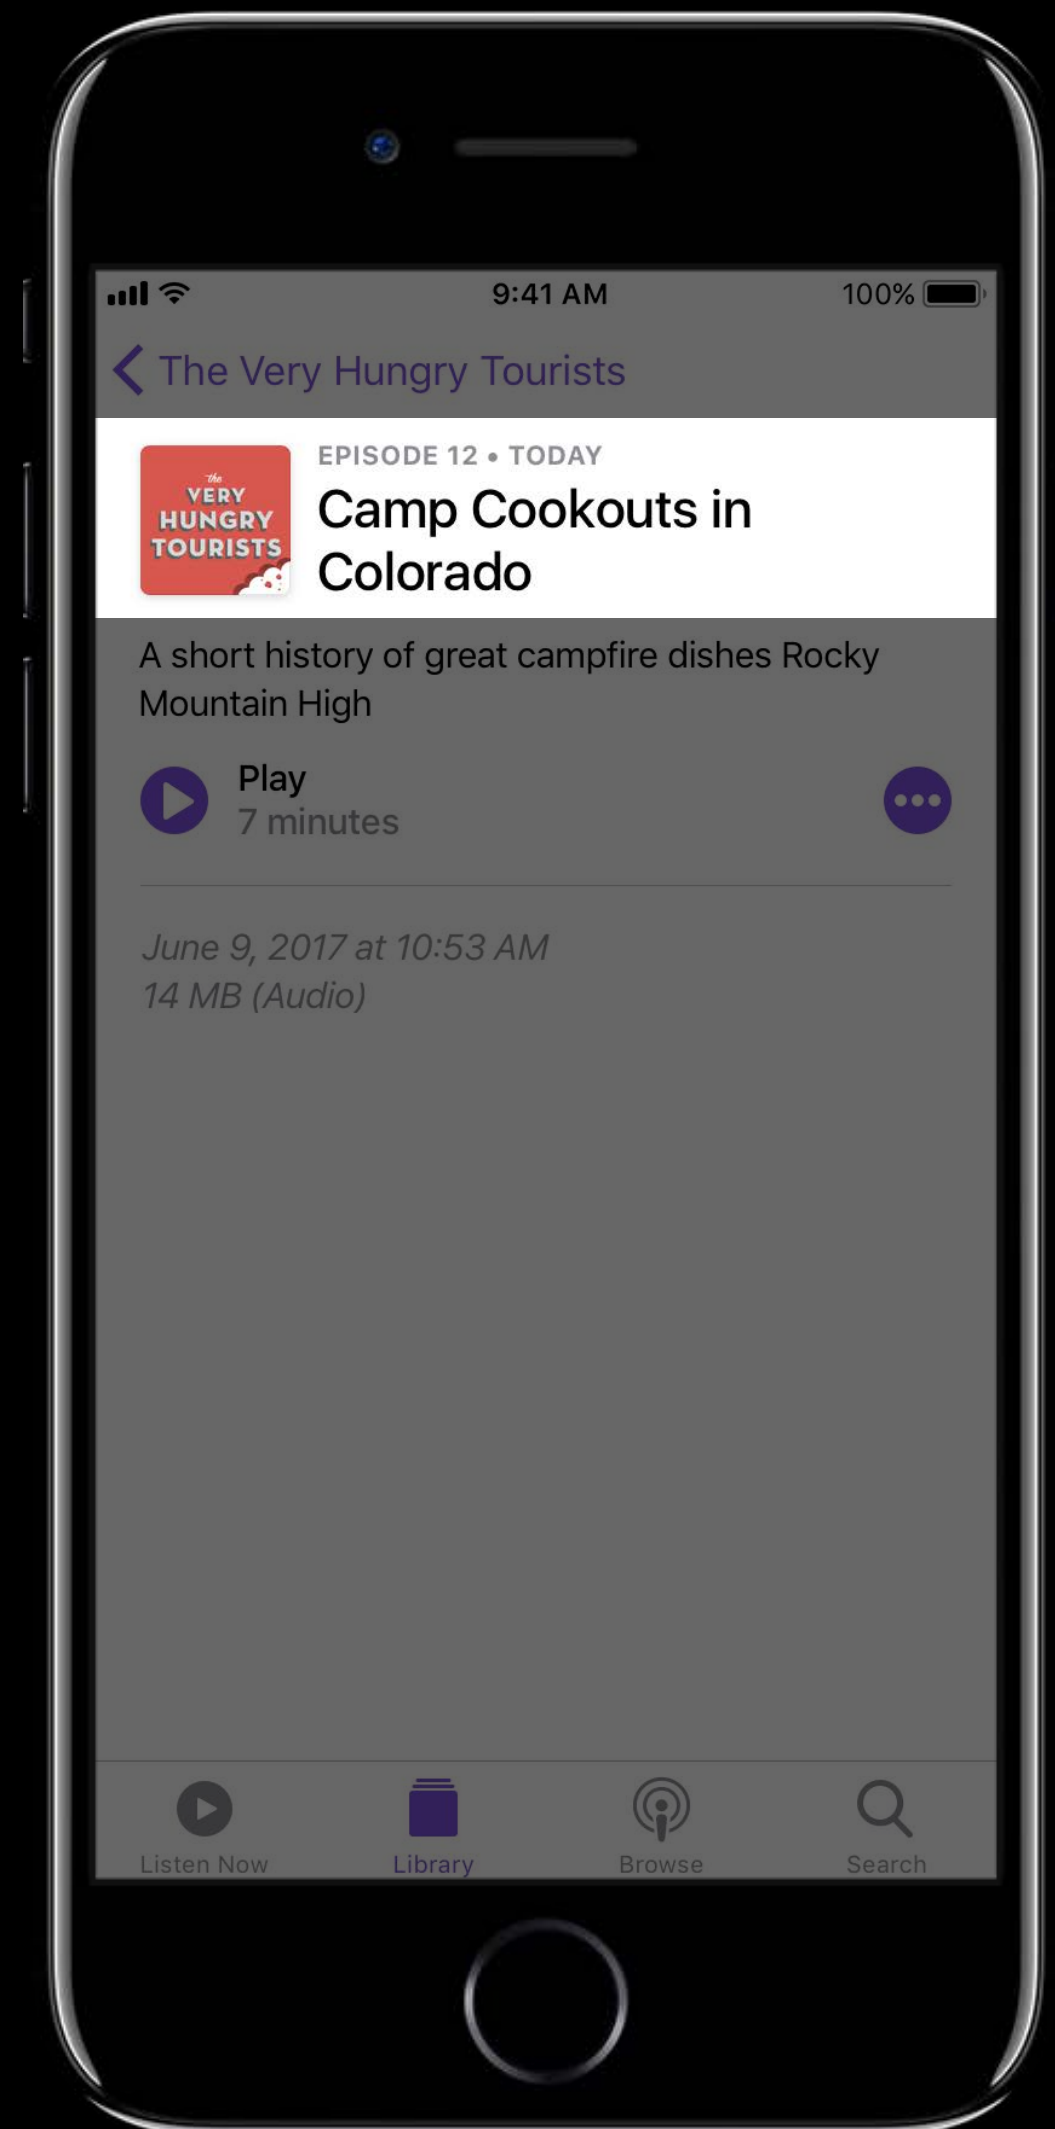 9:41 AM
100%
The Very Hungry Tourists
the
VERY
HUNGRY
TOURISTS
EPISODE 12 • TODAY
Camp Cookouts in
Colorado
A short history of great campfire dishes Rocky
Mountain High
Play
7 minutes
June 9, 2017 at 10:53 AM
14 MB (Audio)
Listen Now
Library
Browse
Search